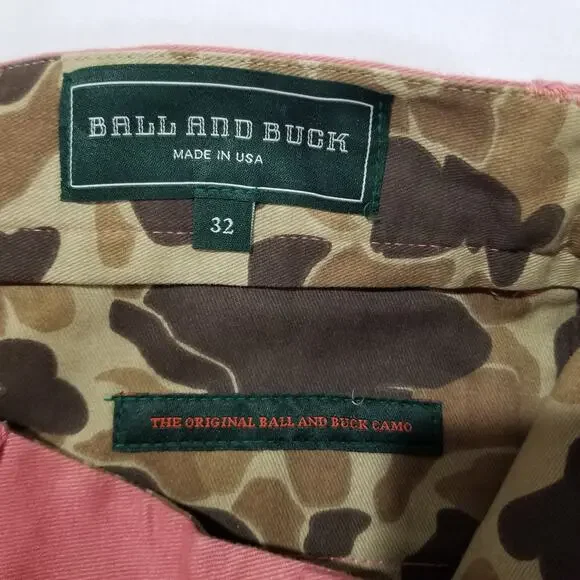 BALL AND BUCK
MADE IN USA
32
THE ORIGINAL BALL AND BUCK CAMO